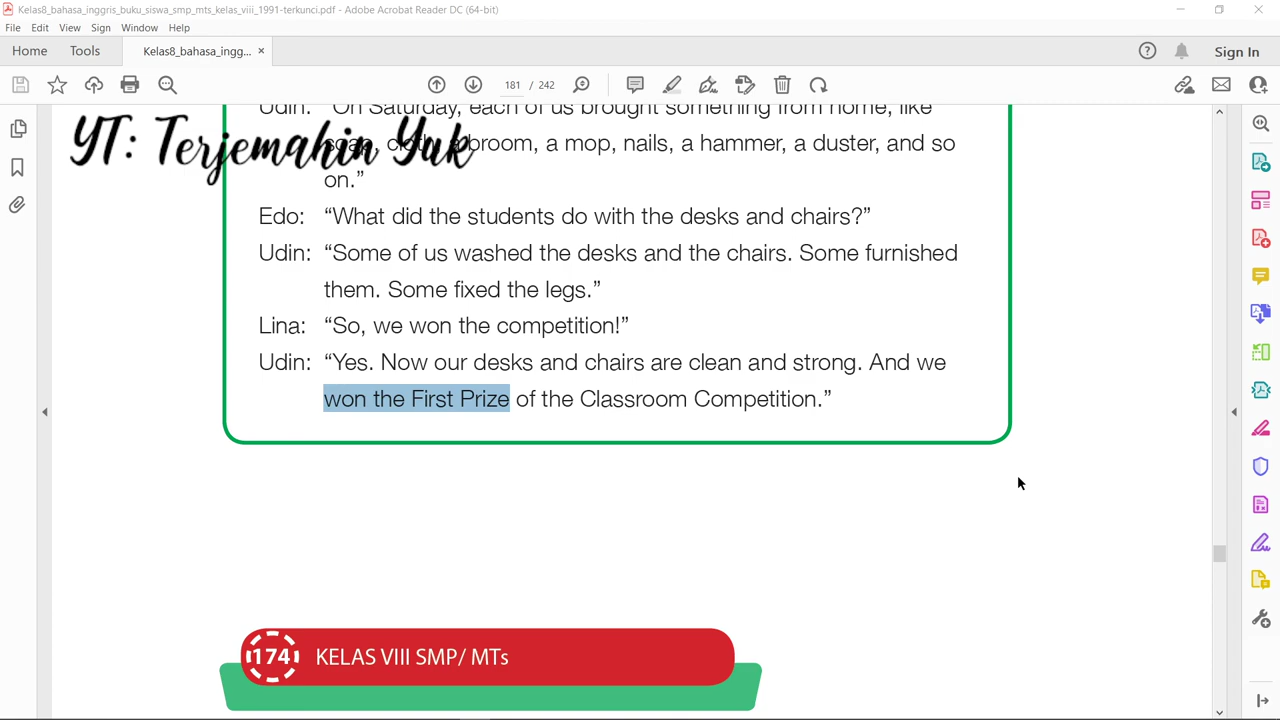 Kelas8_bahasa_inggris_buku_siswa_smp_mts_kelas_viii_1991-terkunci.pdf - Adobe Acrobat Reader DC (64-bit)
File Edit View Sign Window Help
Home Tools Kelas8_bahasa_ingg... × Sign In
181 / 242
Udin: “On Saturday, each of us brought something from home, like
YT: Terjemahin Yuk
soap, cloth, a broom, a mop, nails, a hammer, a duster, and so
on.”
Edo: “What did the students do with the desks and chairs?”
Udin: “Some of us washed the desks and the chairs. Some furnished
them. Some fixed the legs.”
Lina: “So, we won the competition!”
Udin: “Yes. Now our desks and chairs are clean and strong. And we
won the First Prize of the Classroom Competition.”
174 KELAS VIII SMP/ MTs